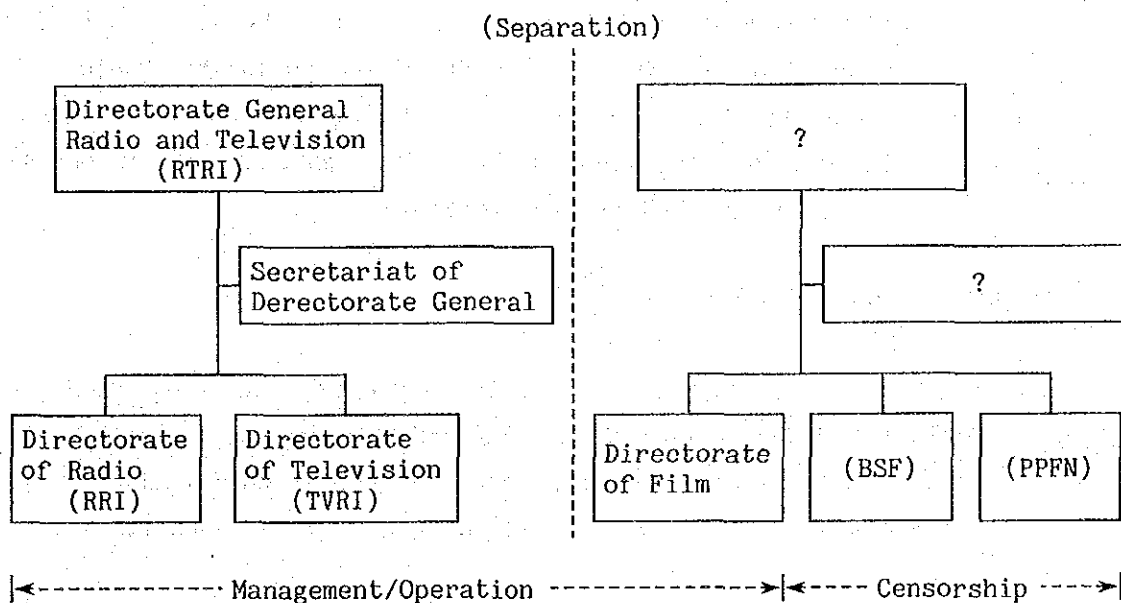 (Separation)
Directorate General
Radio and Television
(RTRI)
?
Secretariat of
Derectorate General
?
Directorate
of Radio
(RRI)
Directorate
of Television
(TVRI)
Directorate
of Film
(BSF)
(PPFN)
Management/Operation
Censorship